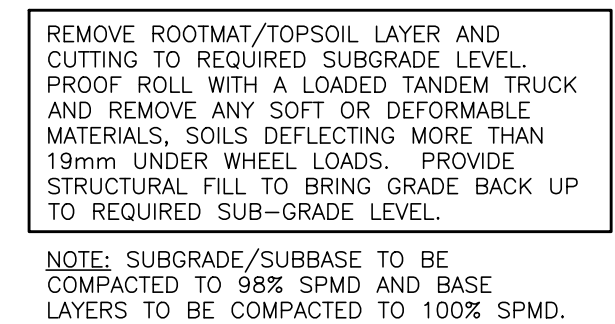 REMOVE ROOTMAT/TOPSOIL LAYER AND
CUTTING TO REQUIRED SUBGRADE LEVEL.
PROOF ROLL WITH A LOADED TANDEM TRUCK
AND REMOVE ANY SOFT OR DEFORMABLE
MATERIALS, SOILS DEFLECTING MORE THAN
19mm UNDER WHEEL LOADS. PROVIDE
STRUCTURAL FILL TO BRING GRADE BACK UP
TO REQUIRED SUB-GRADE LEVEL.
NOTE: SUBGRADE/SUBBASE TO BE
COMPACTED TO 98% SPMD AND BASE
LAYERS TO BE COMPACTED TO 100% SPMD.